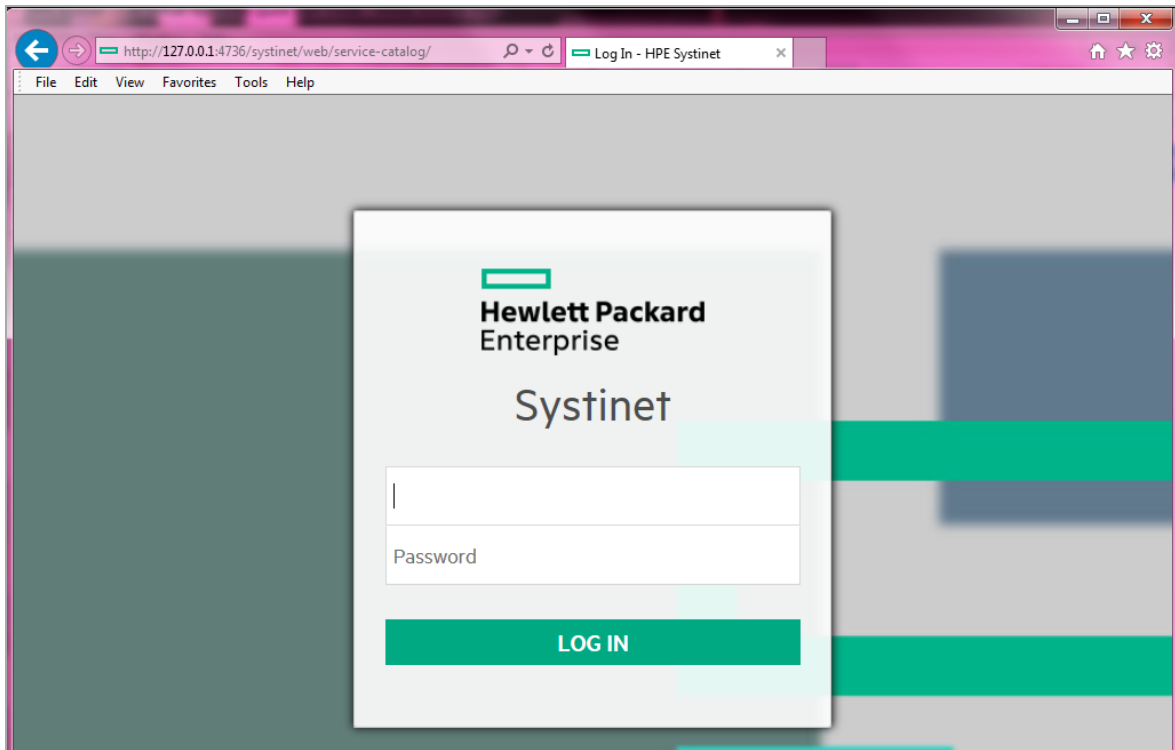 http://127.0.0.1:4736/systinet/web/service-catalog/
Log In - HPE Systinet
File Edit View Favorites Tools Help
Hewlett Packard
Enterprise
Systinet
Password
LOG IN